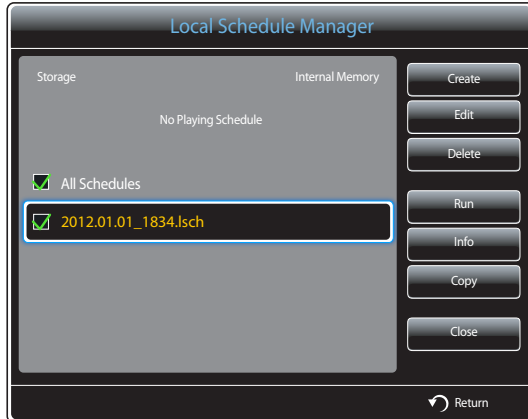 Local Schedule Manager
Storage Internal Memory
No Playing Schedule
All Schedules
2012.01.01_1834.lsch
Create
Edit
Delete
Run
Info
Copy
Close
Return